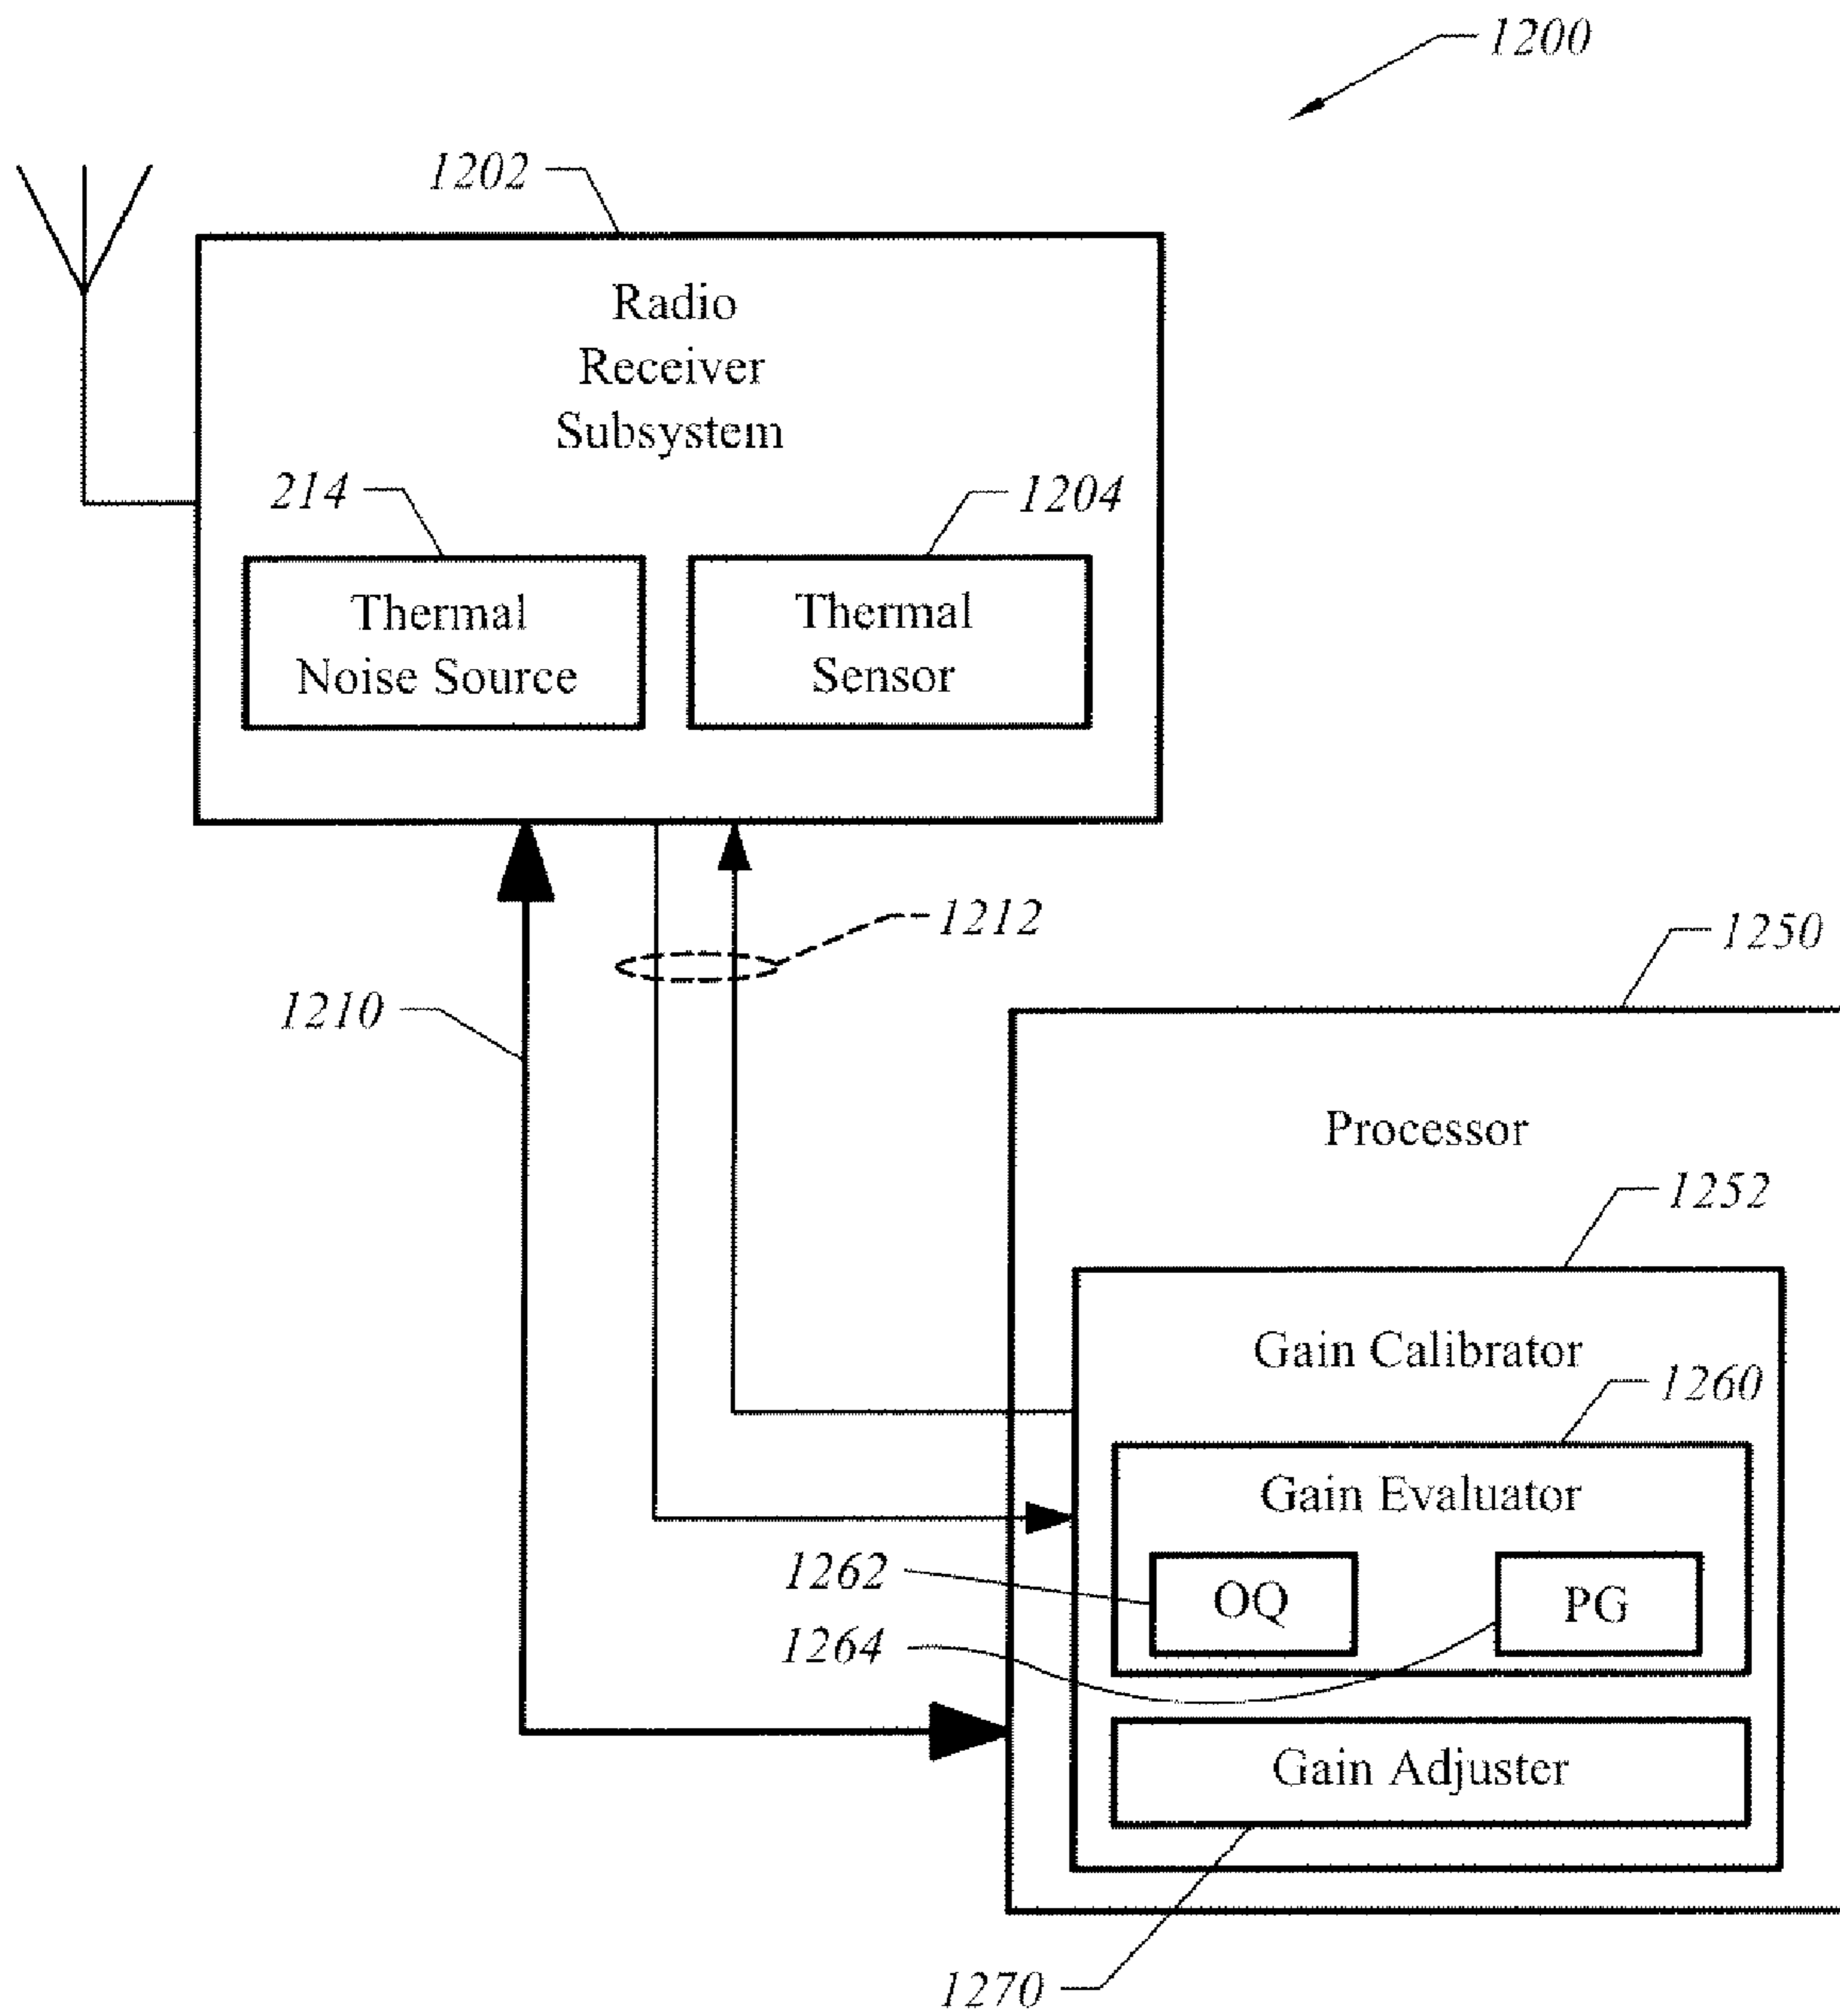 1200
1202
Radio
Receiver
Subsystem
214
1204
Thermal
Noise Source
Thermal
Sensor
1212
1210
1250
Processor
1252
Gain Calibrator
1260
Gain Evaluator
1262
OQ
PG
1264
Gain Adjuster
1270